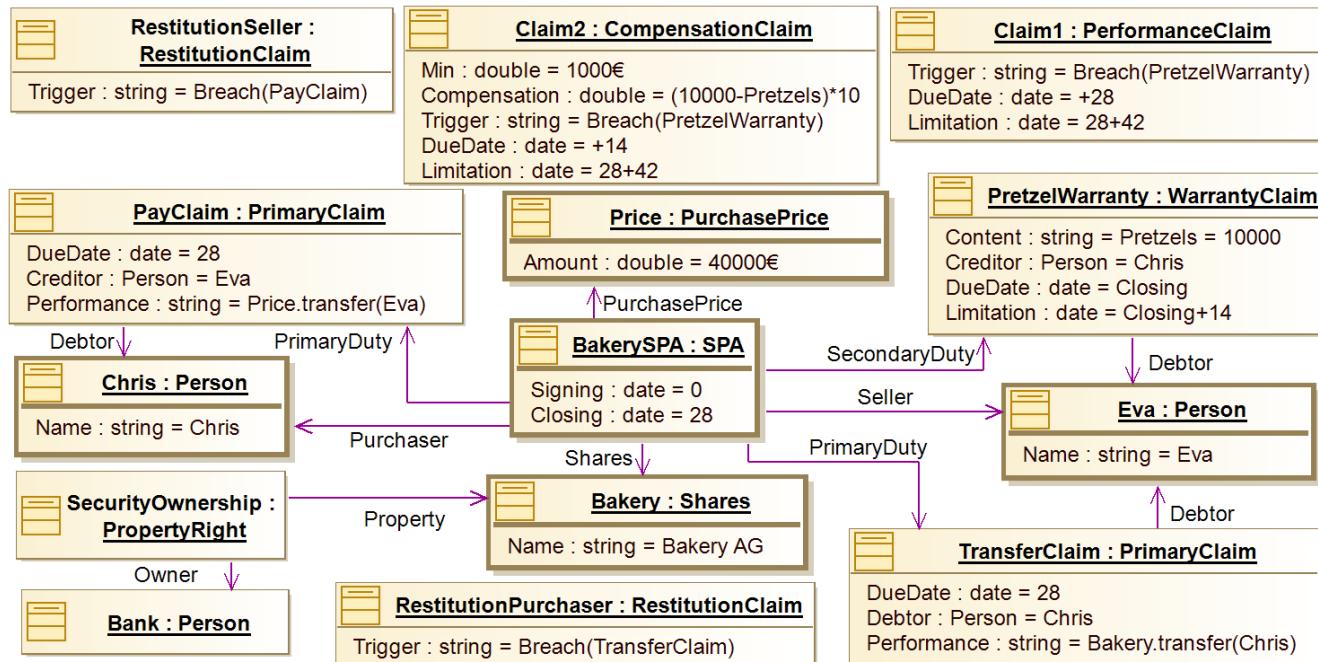 RestitutionSeller :
RestitutionClaim
Trigger : string = Breach(PayClaim)
Claim2 : CompensationClaim
Min : double = 1000€
Compensation : double = (10000-Pretzels)*10
Trigger : string = Breach(PretzelWarranty)
DueDate : date = +14
Limitation : date = 28+42
Claim1 : PerformanceClaim
Trigger : string = Breach(PretzelWarranty)
DueDate : date = +28
Limitation : date = 28+42
PayClaim : PrimaryClaim
DueDate : date = 28
Creditor : Person = Eva
Performance : string = Price.transfer(Eva)
Price : PurchasePrice
Amount : double = 40000€
PretzelWarranty : WarrantyClaim
Content : string = Pretzels = 10000
Creditor : Person = Chris
DueDate : date = Closing
Limitation : date = Closing+14
PurchasePrice
Debtor
PrimaryDuty
BakerySPA : SPA
Signing : date = 0
Closing : date = 28
SecondaryDuty
Debtor
Chris : Person
Name : string = Chris
Seller
Eva : Person
Name : string = Eva
Purchaser
Shares
PrimaryDuty
SecurityOwnership :
PropertyRight
Property
Bakery : Shares
Name : string = Bakery AG
Debtor
Owner
Bank : Person
TransferClaim : PrimaryClaim
DueDate : date = 28
Debtor : Person = Chris
Performance : string = Bakery.transfer(Chris)
RestitutionPurchaser : RestitutionClaim
Trigger : string = Breach(TransferClaim)